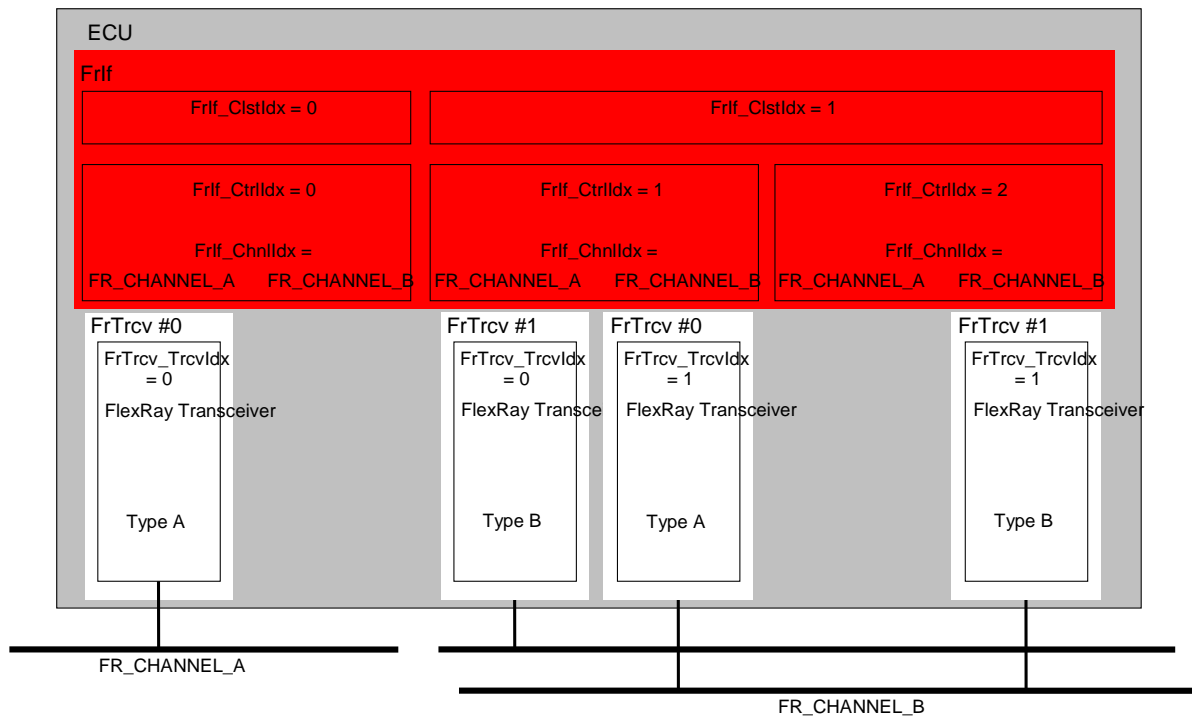 ECU
FrIf
FrIf_ClstIdx = 0
FrIf_ClstIdx = 1
FrIf_CtrlIdx = 0
FrIf_CtrlIdx = 1
FrIf_CtrlIdx = 2
FrIf_ChnlIdx =
FrIf_ChnlIdx =
FrIf_ChnlIdx =
FR_CHANNEL_A
FR_CHANNEL_B
FR_CHANNEL_A
FR_CHANNEL_B
FR_CHANNEL_A
FR_CHANNEL_B
FrTrcv #0
FrTrcv #1
FrTrcv #0
FrTrcv #1
FrTrcv_TrcvIdx
= 0
FlexRay Transceiver
Type A
FrTrcv_TrcvIdx
= 0
FlexRay Transce
Type B
FrTrcv_TrcvIdx
= 1
FlexRay Transceiver
Type A
FrTrcv_TrcvIdx
= 1
FlexRay Transceiver
Type B
FR_CHANNEL_A
FR_CHANNEL_B